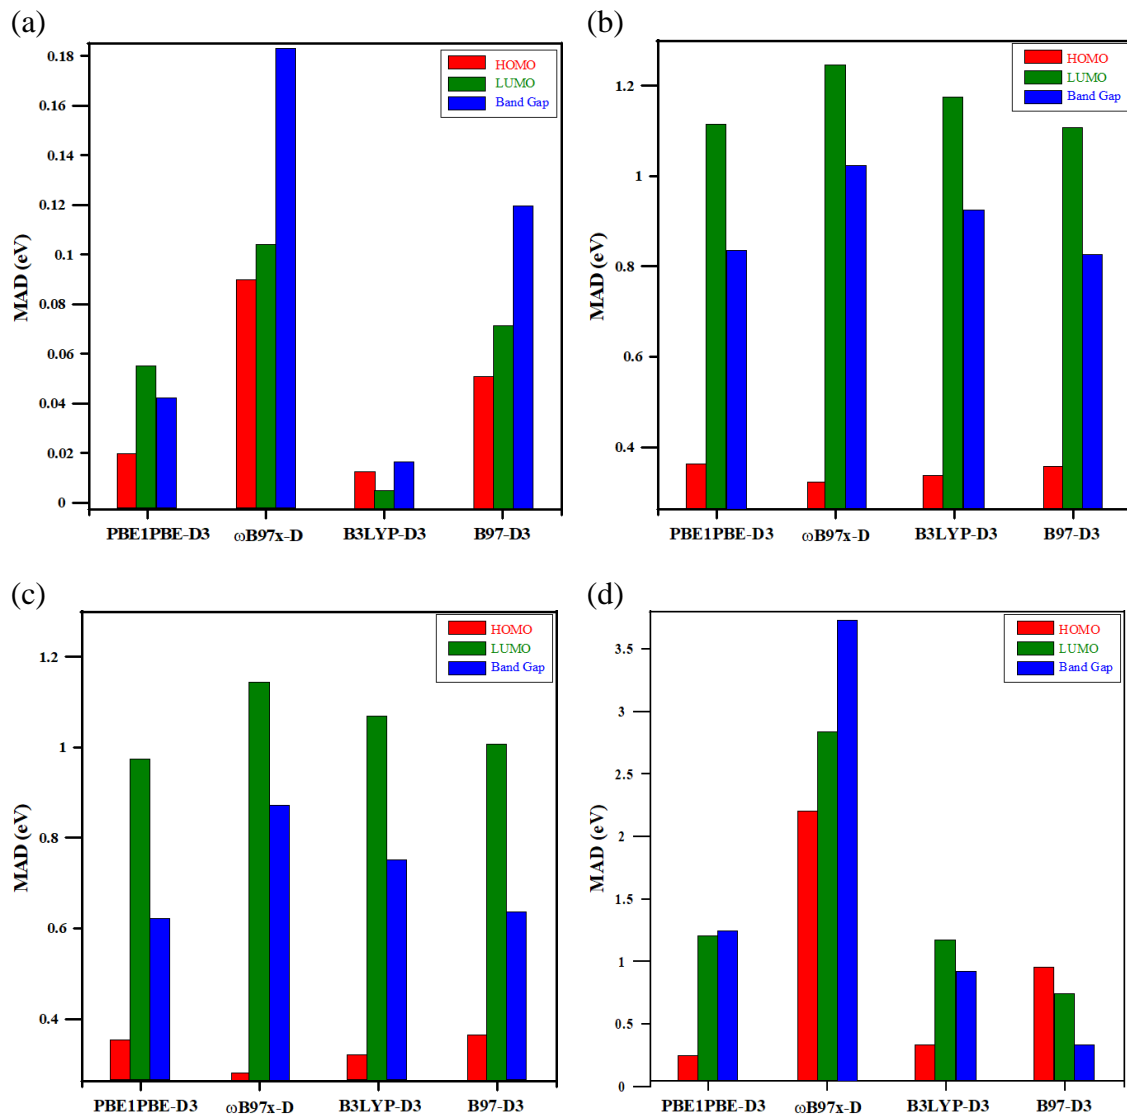 (a)
MAD (eV)
0.18
0.16
0.14
0.12
0.1
0.08
0.06
0.04
0.02
0
HOMO
LUMO
Band Gap
PBE1PBE-D3 ωB97x-D B3LYP-D3 B97-D3
(b)
MAD (eV)
1.2
1
0.8
0.6
0.4
HOMO
LUMO
Band Gap
PBE1PBE-D3 ωB97x-D B3LYP-D3 B97-D3
(c)
MAD (eV)
1.2
1
0.8
0.6
0.4
HOMO
LUMO
Band Gap
PBE1PBE-D3 ωB97x-D B3LYP-D3 B97-D3
(d)
MAD (eV)
3.5
3
2.5
2
1.5
1
0.5
0
HOMO
LUMO
Band Gap
PBE1PBE-D3 ωB97x-D B3LYP-D3 B97-D3